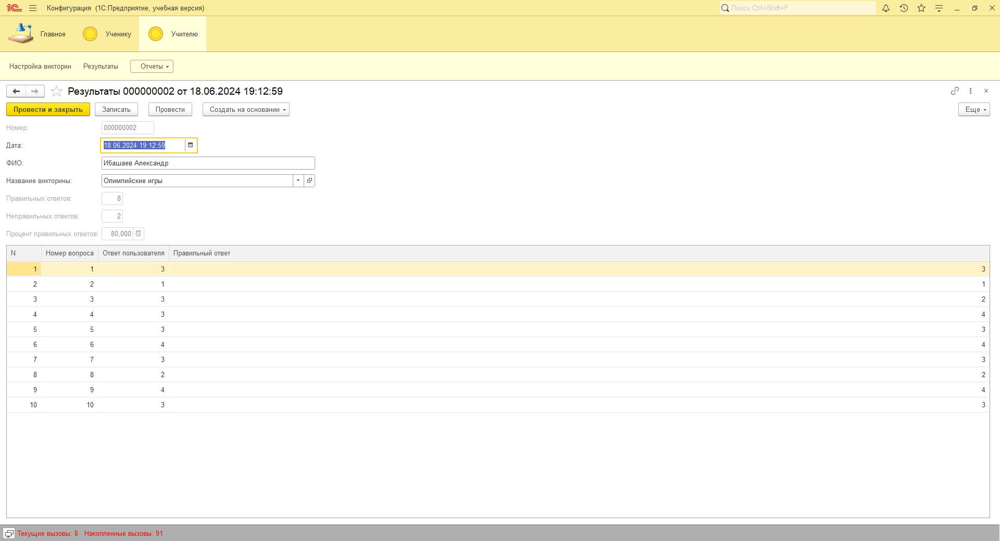 1С Конфигурация (1С:Предприятие, учебная версия) Поиск Ctrl+Shift+F
Главное Ученику Учителю
Настройка викторин Результаты Отчеты
Результаты 000000002 от 18.06.2024 19:12:59
Провести и закрыть Записать Провести Создать на основании Еще
Номер: 000000002
Дата: 18.06.2024 19:12:59
ФИО: Ибашаев Александр
Название викторины: Олимпийские игры
Правильных ответов: 8
Неправильных ответов: 2
Процент правильных ответов: 80,000
N Номер вопроса Ответ пользователя Правильный ответ
1 1 3 3
2 2 1 1
3 3 3 2
4 4 3 4
5 5 3 3
6 6 4 4
7 7 3 3
8 8 2 2
9 9 4 4
10 10 3 3
Текущие вызовы: 8 Накопленные вызовы: 91